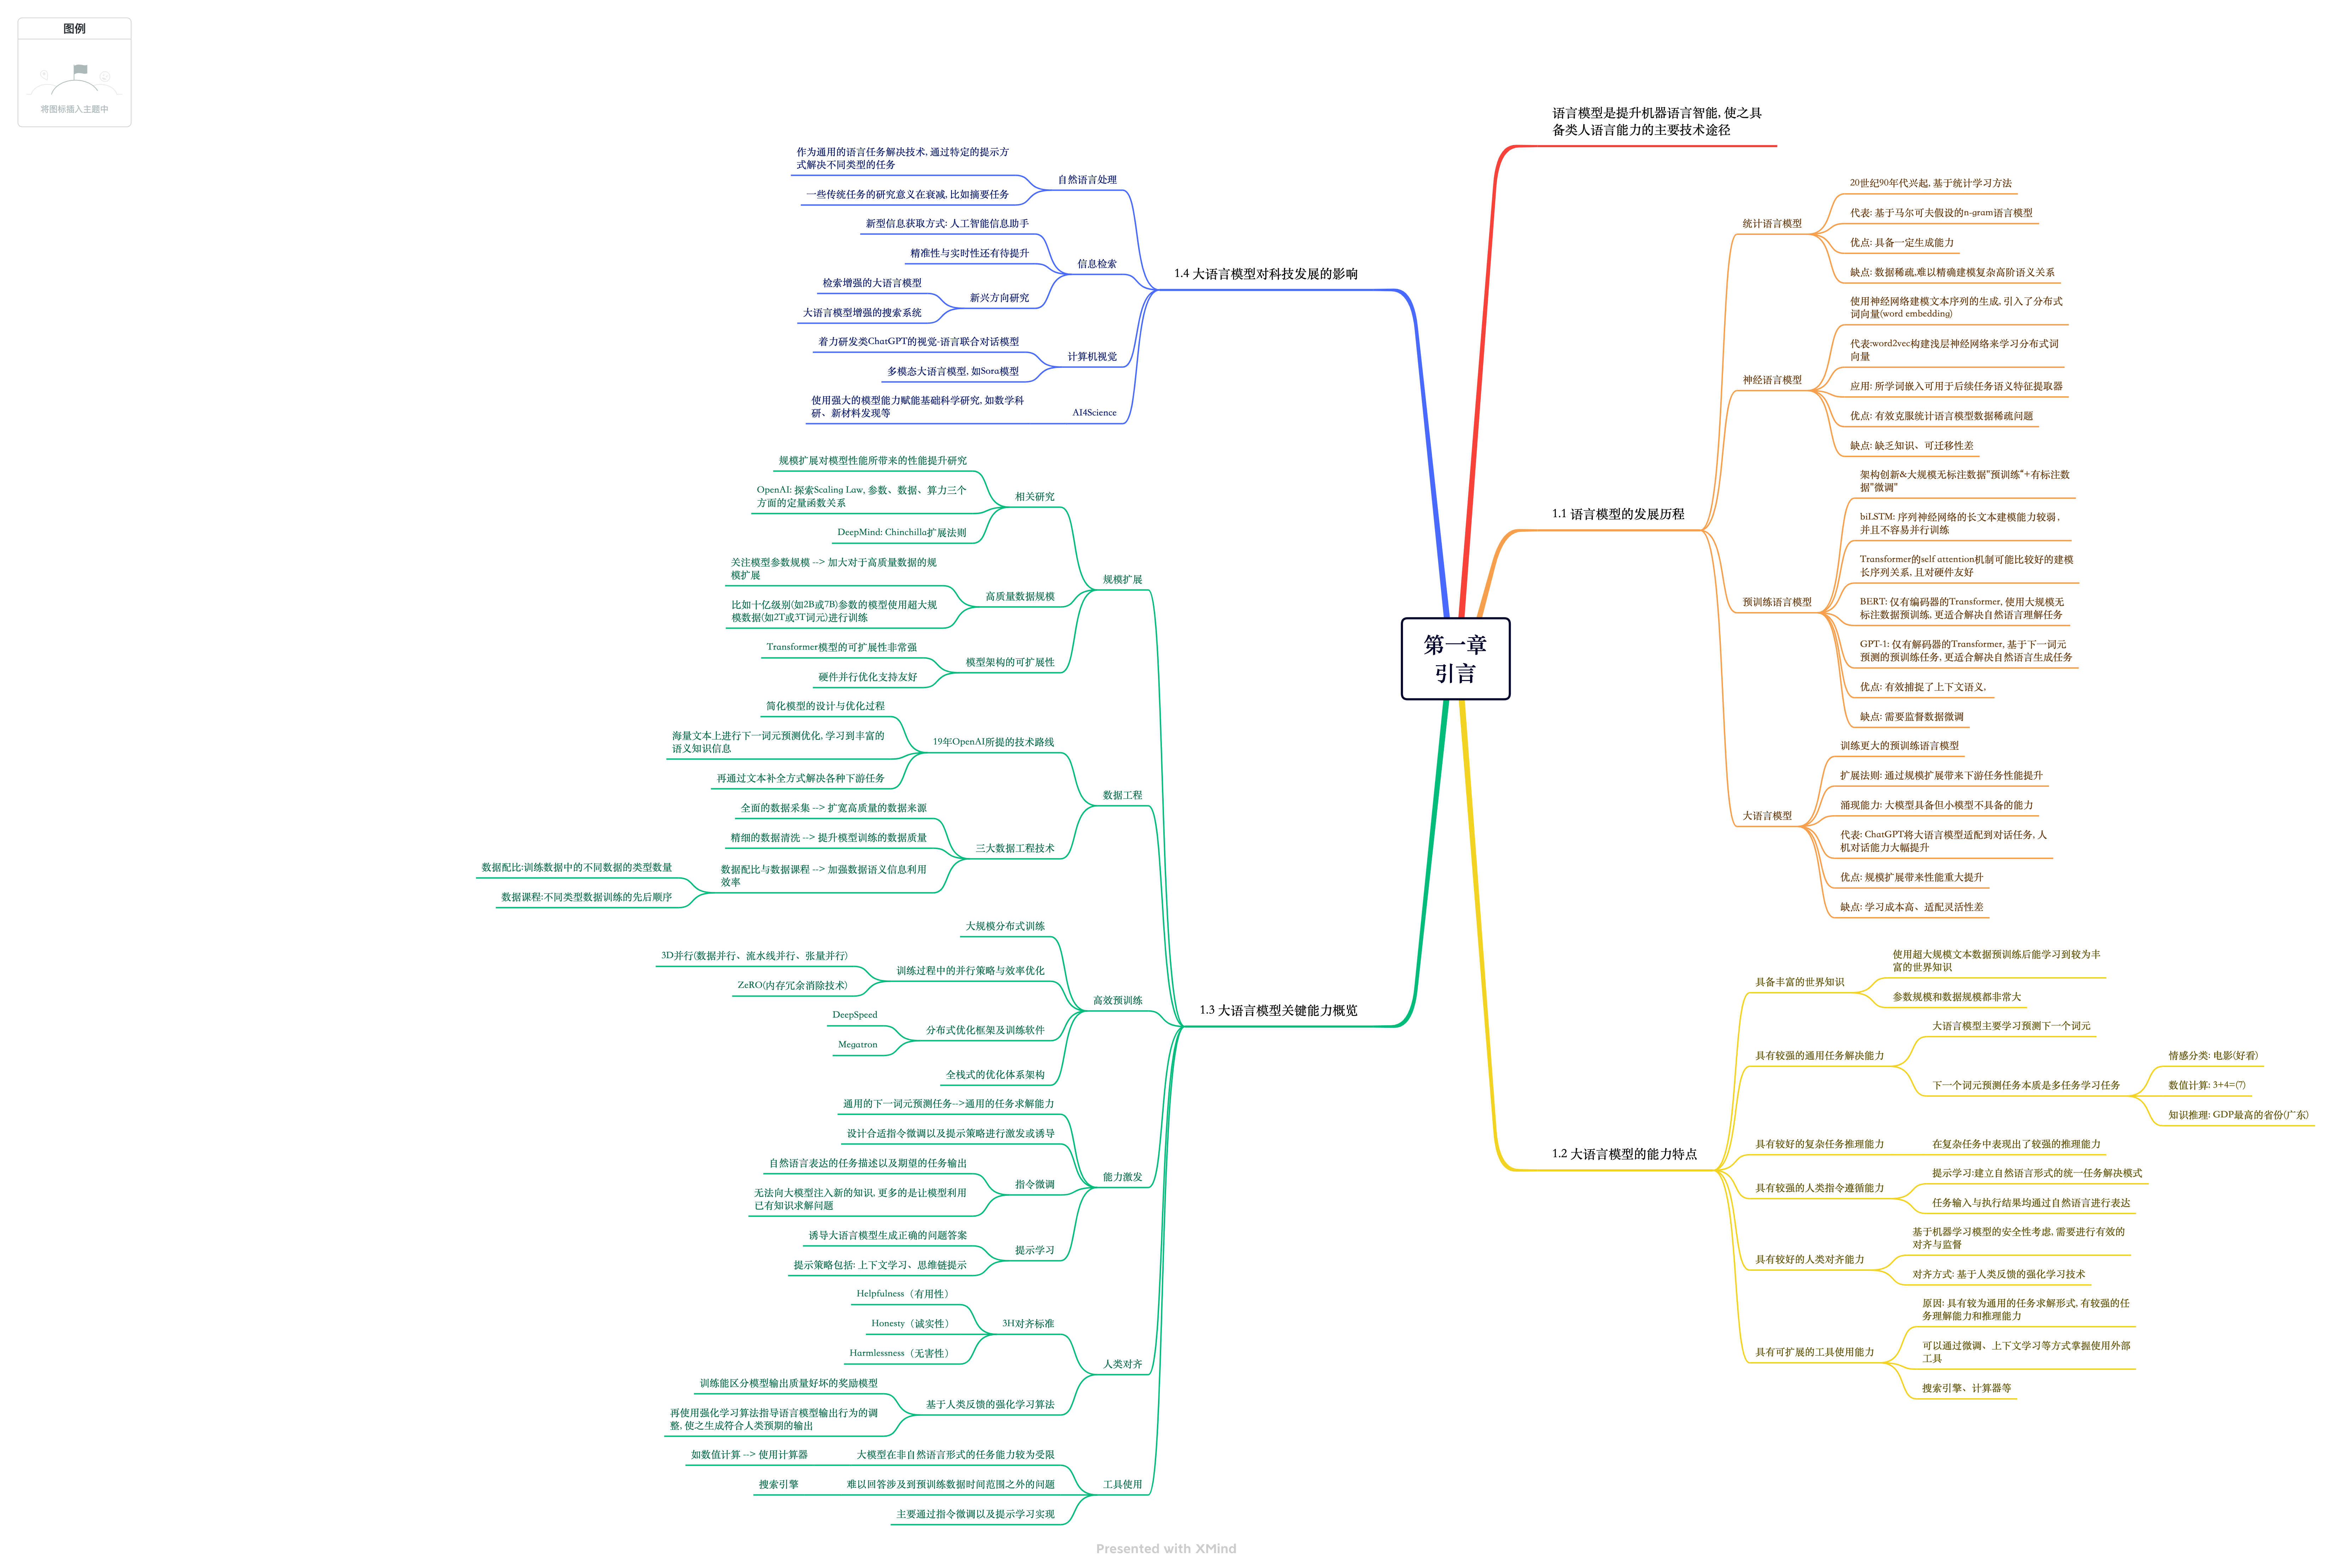 图例
将图标插入主题中
第一章
引言
语言模型是提升机器语言智能, 使之具
备类人语言能力的主要技术途径
1.1 语言模型的发展历程
统计语言模型
20世纪90年代兴起, 基于统计学习方法
代表: 基于马尔可夫假设的n-gram语言模型
优点: 具备一定生成能力
缺点: 数据稀疏,难以精确建模复杂高阶语义关系
神经语言模型
使用神经网络建模文本序列的生成, 引入了分布式
词向量(word embedding)
代表:word2vec构建浅层神经网络来学习分布式词
向量
应用: 所学词嵌入可用于后续任务语义特征提取器
优点: 有效克服统计语言模型数据稀疏问题
缺点: 缺乏知识、可迁移性差
预训练语言模型
架构创新&大规模无标注数据"预训练"+有标注数
据"微调"
biLSTM: 序列神经网络的长文本建模能力较弱,
并且不容易并行训练
Transformer的self attention机制可能比较好的建模
长序列关系, 且对硬件友好
BERT: 仅有编码器的Transformer, 使用大规模无
标注数据预训练, 更适合解决自然语言理解任务
GPT-1: 仅有解码器的Transformer, 基于下一词元
预测的预训练任务, 更适合解决自然语言生成任务
优点: 有效捕捉了上下文语义,
缺点: 需要监督数据微调
大语言模型
训练更大的预训练语言模型
扩展法则: 通过规模扩展带来下游任务性能提升
涌现能力: 大模型具备但小模型不具备的能力
代表: ChatGPT将大语言模型适配到对话任务, 人
机对话能力大幅提升
优点: 规模扩展带来性能重大提升
缺点: 学习成本高、适配灵活性差
1.2 大语言模型的能力特点
具备丰富的世界知识
使用超大规模文本数据预训练后能学习到较为丰
富的世界知识
参数规模和数据规模都非常大
具有较强的通用任务解决能力
大语言模型主要学习预测下一个词元
下一个词元预测任务本质是多任务学习任务
情感分类: 电影(好看)
数值计算: 3+4=(7)
知识推理: GDP最高的省份(广东)
具有较好的复杂任务推理能力
在复杂任务中表现出了较强的推理能力
具有较强的人类指令遵循能力
提示学习:建立自然语言形式的统一任务解决模式
任务输入与执行结果均通过自然语言进行表达
具有较好的人类对齐能力
基于机器学习模型的安全性考虑, 需要进行有效的
对齐与监督
对齐方式: 基于人类反馈的强化学习技术
具有可扩展的工具使用能力
原因: 具有较为通用的任务求解形式, 有较强的任
务理解能力和推理能力
可以通过微调、上下文学习等方式掌握使用外部
工具
搜索引擎、计算器等
1.3 大语言模型关键能力概览
规模扩展
相关研究
规模扩展对模型性能所带来的性能提升研究
OpenAI: 探索Scaling Law, 参数、数据、算力三个
方面的定量函数关系
DeepMind: Chinchilla扩展法则
高质量数据规模
关注模型参数规模 --> 加大对于高质量数据的规
模扩展
比如十亿级别(如2B或7B)参数的模型使用超大规
模数据(如2T或3T词元)进行训练
模型架构的可扩展性
Transformer模型的可扩展性非常强
硬件并行优化支持友好
数据工程
19年OpenAI所提的技术路线
简化模型的设计与优化过程
海量文本上进行下一词元预测优化, 学习到丰富的
语义知识信息
再通过文本补全方式解决各种下游任务
三大数据工程技术
全面的数据采集 --> 扩宽高质量的数据来源
精细的数据清洗 --> 提升模型训练的数据质量
数据配比与数据课程 --> 加强数据语义信息利用
效率
数据配比:训练数据中的不同数据的类型数量
数据课程:不同类型数据训练的先后顺序
高效预训练
大规模分布式训练
训练过程中的并行策略与效率优化
3D并行(数据并行、流水线并行、张量并行)
ZeRO(内存冗余消除技术)
分布式优化框架及训练软件
DeepSpeed
Megatron
全栈式的优化体系架构
能力激发
通用的下一词元预测任务-->通用的任务求解能力
设计合适指令微调以及提示策略进行激发或诱导
指令微调
自然语言表达的任务描述以及期望的任务输出
无法向大模型注入新的知识, 更多的是让模型利用
已有知识求解问题
提示学习
诱导大语言模型生成正确的问题答案
提示策略包括: 上下文学习、思维链提示
人类对齐
3H对齐标准
Helpfulness（有用性）
Honesty（诚实性）
Harmlessness（无害性）
基于人类反馈的强化学习算法
训练能区分模型输出质量好坏的奖励模型
再使用强化学习算法指导语言模型输出行为的调
整, 使之生成符合人类预期的输出
工具使用
大模型在非自然语言形式的任务能力较为受限
如数值计算 --> 使用计算器
难以回答涉及到预训练数据时间范围之外的问题
搜索引擎
主要通过指令微调以及提示学习实现
1.4 大语言模型对科技发展的影响
自然语言处理
作为通用的语言任务解决技术, 通过特定的提示方
式解决不同类型的任务
一些传统任务的研究意义在衰减, 比如摘要任务
信息检索
新型信息获取方式: 人工智能信息助手
精准性与实时性还有待提升
新兴方向研究
检索增强的大语言模型
大语言模型增强的搜索系统
计算机视觉
着力研发类ChatGPT的视觉-语言联合对话模型
多模态大语言模型, 如Sora模型
AI4Science
使用强大的模型能力赋能基础科学研究, 如数学科
研、新材料发现等
Presented with XMind